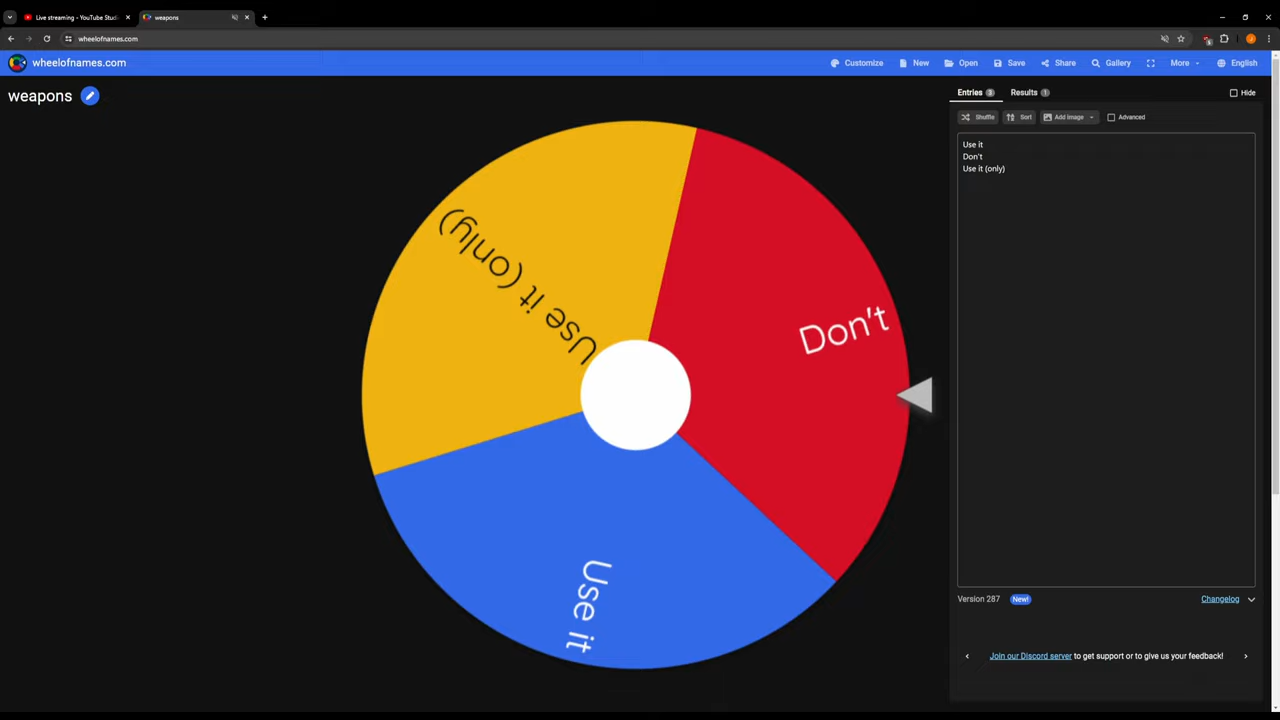 Live streaming - YouTube Stud
weapons
wheelofnames.com
wheelofnames.com
Customize
New
Open
Save
Share
Gallery
More
English
weapons
Entries 3
Results 1
Hide
Shuffle
Sort
Add image
Advanced
Use it
Don't
Use it (only)
Use it (only)
Don't
Use it
Version 287
New!
Changelog
Join our Discord server to get support or to give us your feedback!